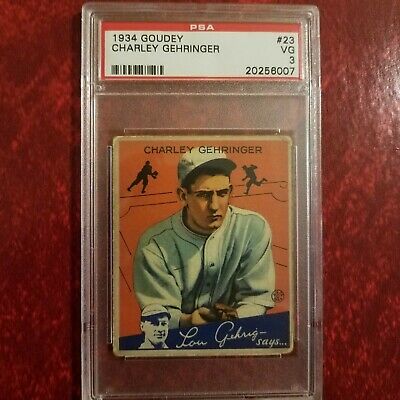 PSA
1934 GOUDEY #23
CHARLEY GEHRINGER VG
3
20256007
CHARLEY GEHRINGER
Lou Gehrig
says...